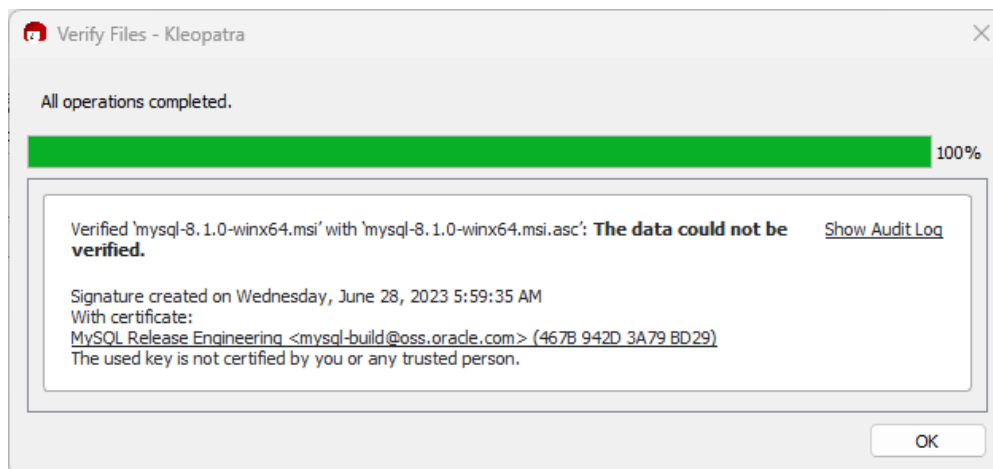 Verify Files - Kleopatra
All operations completed.
100%
Verified 'mysql-8.1.0-winx64.msi' with 'mysql-8.1.0-winx64.msi.asc': The data could not be
verified.
Show Audit Log
Signature created on Wednesday, June 28, 2023 5:59:35 AM
With certificate:
MySQL Release Engineering <mysql-build@oss.oracle.com> (467B 942D 3A79 BD29)
The used key is not certified by you or any trusted person.
OK